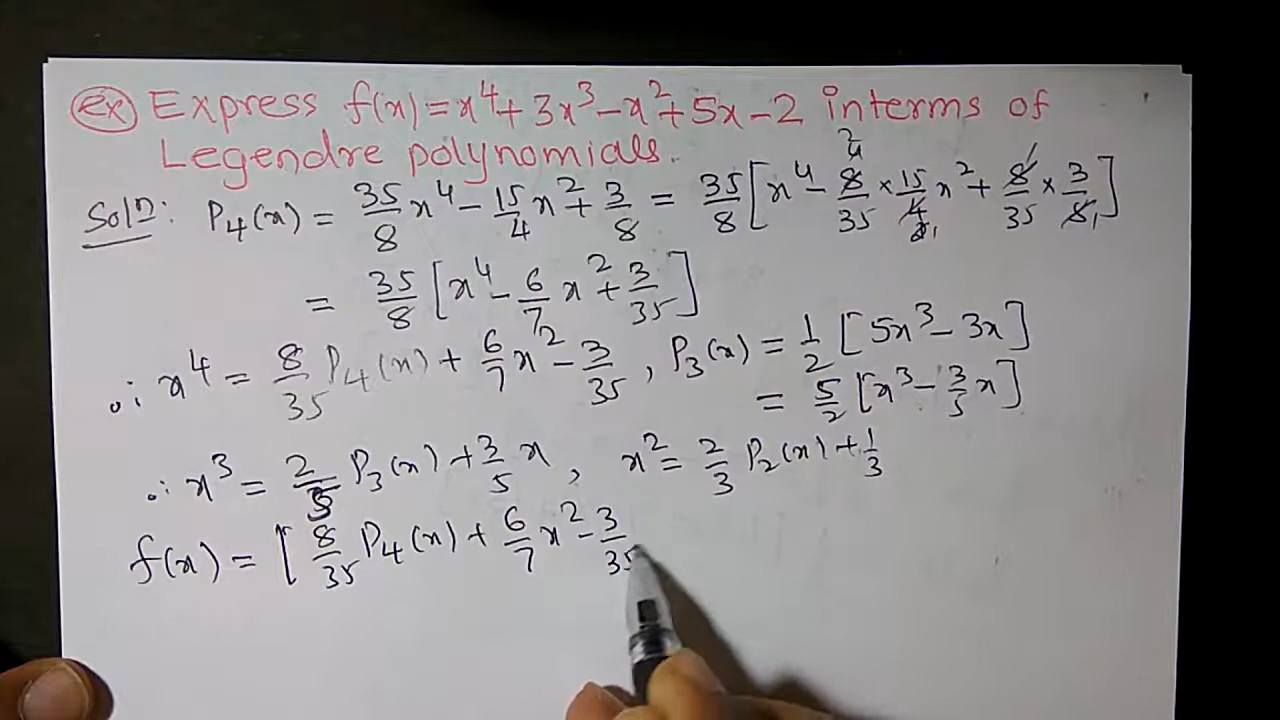 ex Express f(x) = x⁴ + 3x³ − x² + 5x − 2 interms of
Legendre polynomials.
Soln: P₄(x) = 35/8 x⁴ − 15/4 x² + 3/8 = 35/8 [x⁴ − 8/35 × 15/4 x² + 8/35 × 3/8]
= 35/8 [x⁴ − 6/7 x² + 3/35]
∴ x⁴ = 8/35 P₄(x) + 6/7 x² − 3/35, P₃(x) = 1/2 [5x³ − 3x]
= 5/2 [x³ − 3/5 x]
∴ x³ = 2/5 P₃(x) + 3/5 x, x² = 2/3 P₂(x) + 1/3
f(x) = [8/35 P₄(x) + 6/7 x² − 3/35